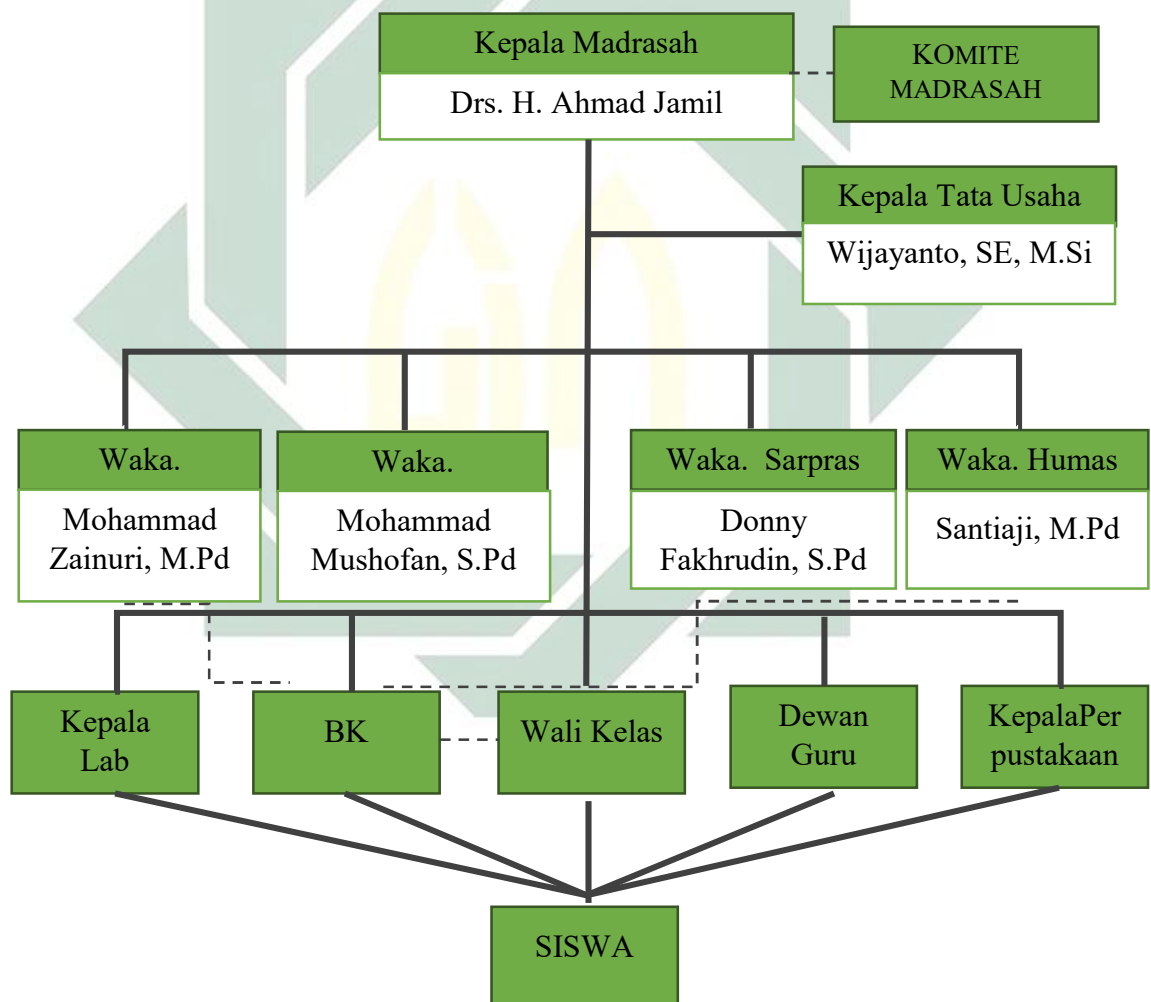 Kepala Madrasah
Drs. H. Ahmad Jamil
KOMITE
MADRASAH
Kepala Tata Usaha
Wijayanto, SE, M.Si
Waka.
Mohammad
Zainuri, M.Pd
Waka.
Mohammad
Mushofan, S.Pd
Waka.  Sarpras
Donny
Fakhrudin, S.Pd
Waka. Humas
Santiaji, M.Pd
Kepala
Lab
BK
Wali Kelas
Dewan
Guru
KepalaPer
pustakaan
SISWA